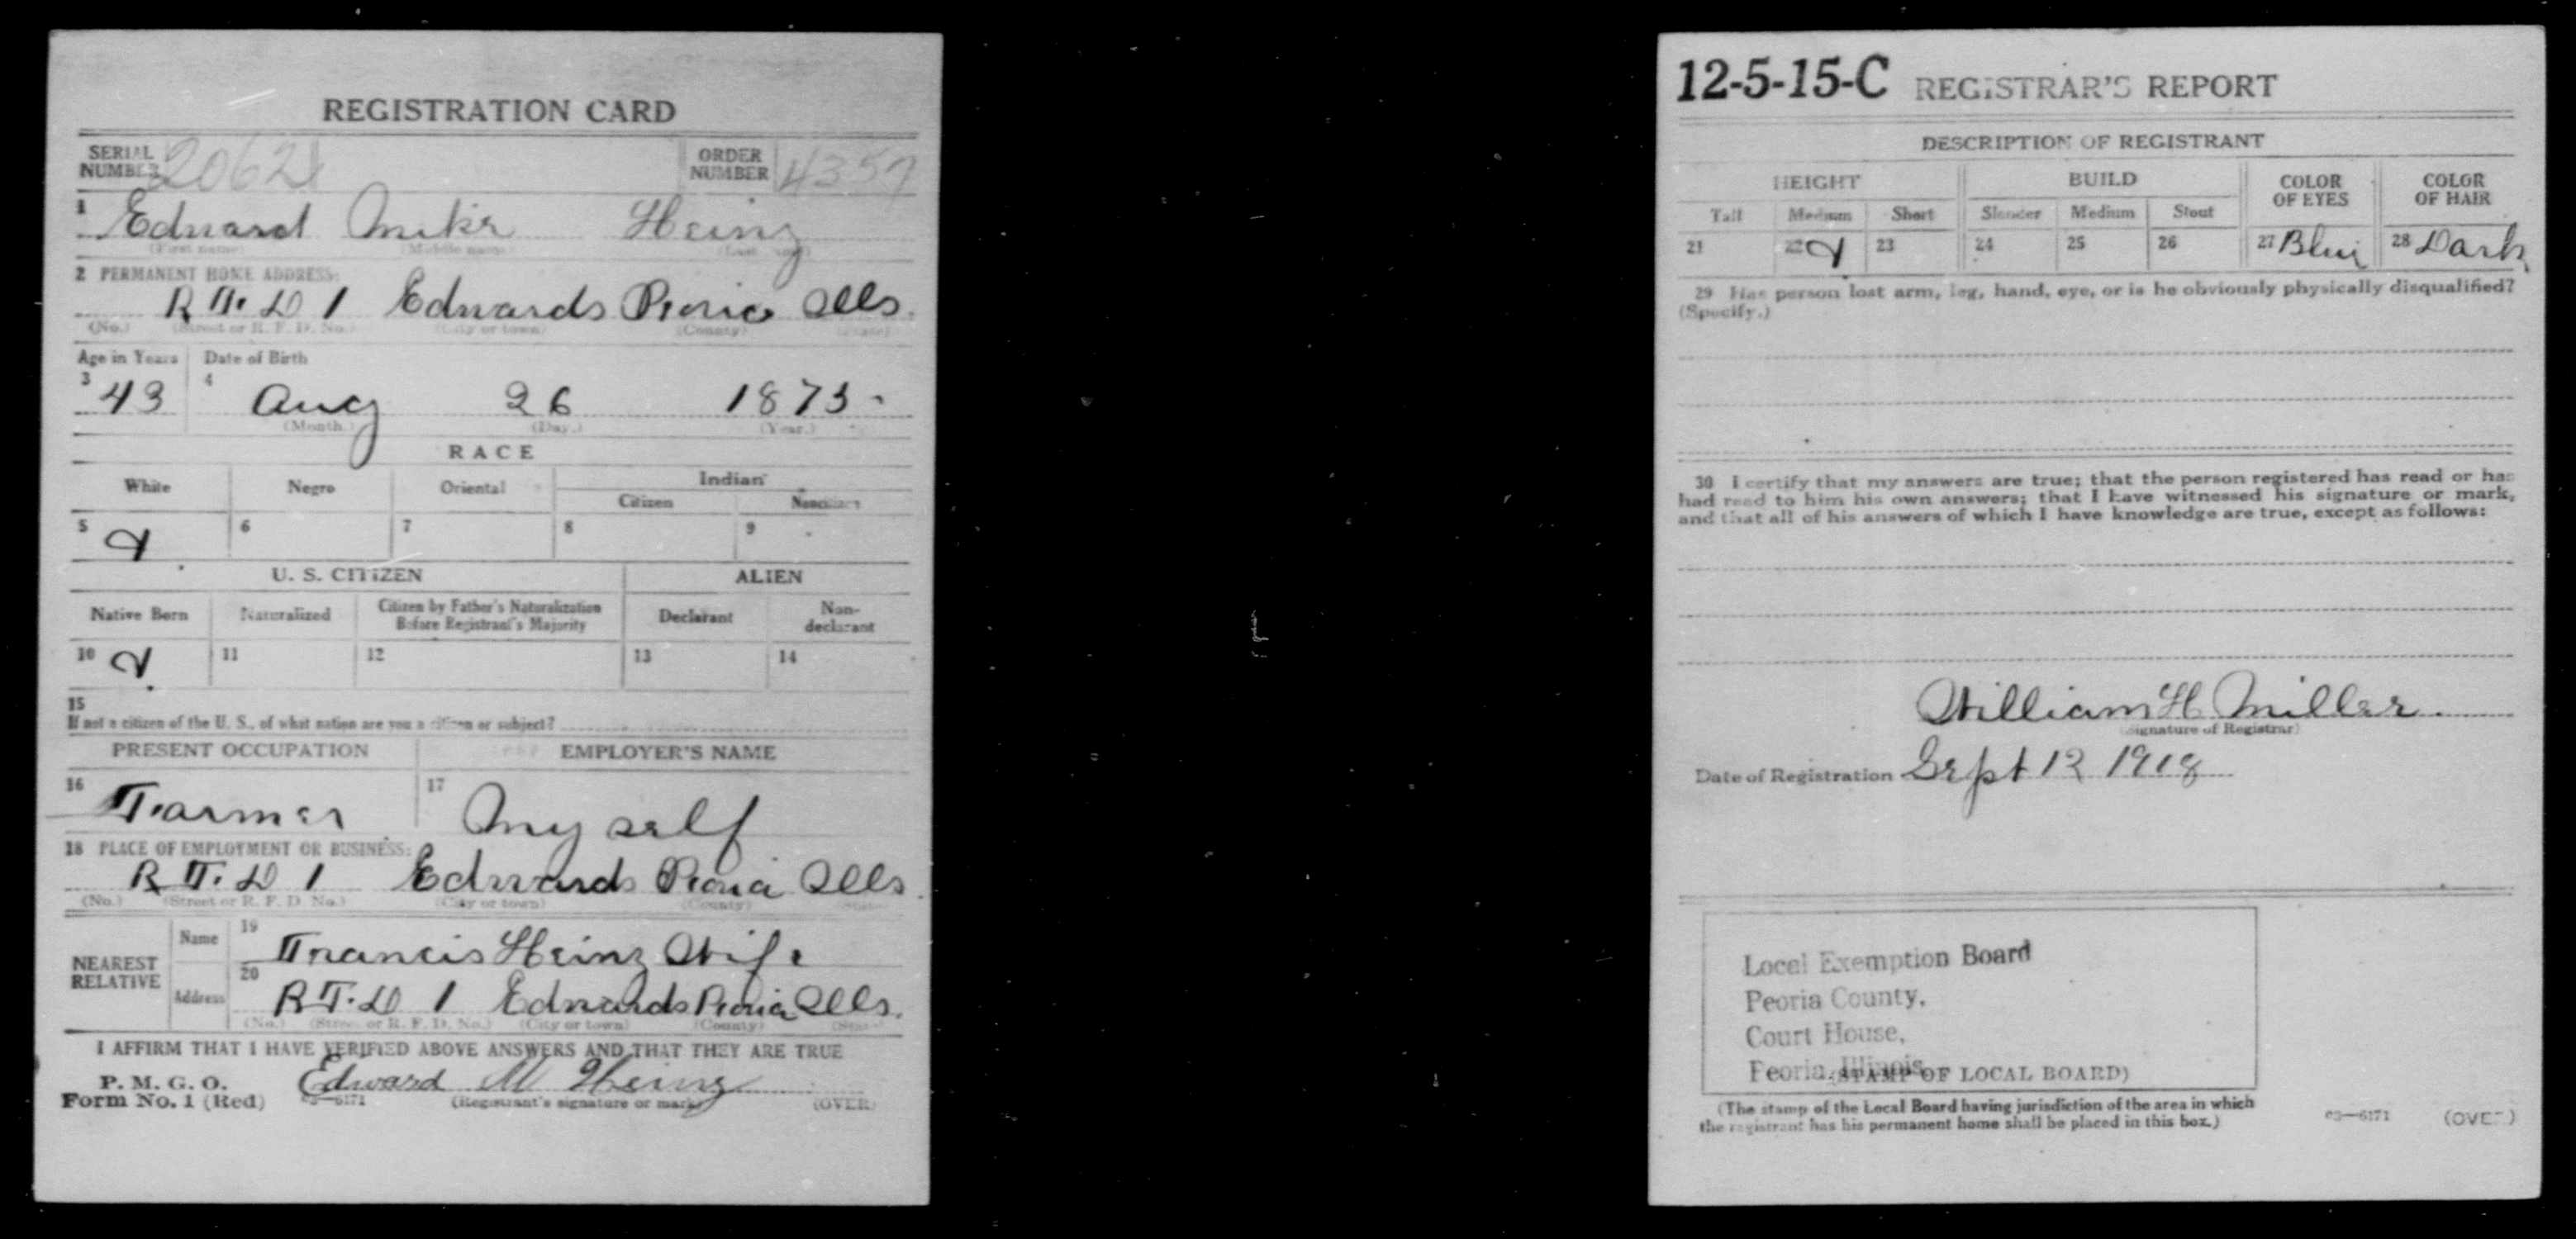 REGISTRATION CARD
SERIAL NUMBER 2062 ORDER NUMBER 4357
1 Edward Mike Heinz
(First name) (Middle name) (Last name)
2 PERMANENT HOME ADDRESS:
R F. D 1 Edwards Peoria Ills.
(No.) (Street or R. F. D. No.) (City or town) (County) (State)
Age in Years Date of Birth
3 43 4 Aug 26 1873
(Month.) (Day.) (Year.)
RACE
White Negro Oriental Indian
Citizen Noncitizen
5 6 7 8 9
U. S. CITIZEN ALIEN
Native Born Naturalized Citizen by Father's Naturalization Before Registrant's Majority Declarant Non-declarant
10 11 12 13 14
15
If not a citizen of the U. S., of what nation are you a citizen or subject?
PRESENT OCCUPATION EMPLOYER'S NAME
16 Farmer 17 My self
18 PLACE OF EMPLOYMENT OR BUSINESS:
R F. D 1 Edwards Peoria Ills
(No.) (Street or R. F. D. No.) (City or town) (County) (State)
NEAREST RELATIVE
Name 19 Francis Heinz Wife
Address 20 R F. D 1 Edwards Peoria Ills.
(No.) (Street or R. F. D. No.) (City or town) (County) (State)
I AFFIRM THAT I HAVE VERIFIED ABOVE ANSWERS AND THAT THEY ARE TRUE
P. M. G. O.
Form No. 1 (Red) 03—6171 Edward M Heinz
(Registrant's signature or mark) (OVER)
12-5-15-C REGISTRAR'S REPORT
DESCRIPTION OF REGISTRANT
HEIGHT BUILD COLOR OF EYES COLOR OF HAIR
Tall Medium Short Slender Medium Stout
21 22 23 24 25 26 27 Blue 28 Dark
29 Has person lost arm, leg, hand, eye, or is he obviously physically disqualified?
(Specify.)
30 I certify that my answers are true; that the person registered has read or has
had read to him his own answers; that I have witnessed his signature or mark,
and that all of his answers of which I have knowledge are true, except as follows:
William H Miller.
(Signature of Registrar)
Date of Registration Sept 12 1918
Local Exemption Board
Peoria County,
Court House,
Peoria, Illinois.
(STAMP OF LOCAL BOARD)
(The stamp of the Local Board having jurisdiction of the area in which
the registrant has his permanent home shall be placed in this box.)
03—6171 (OVER)